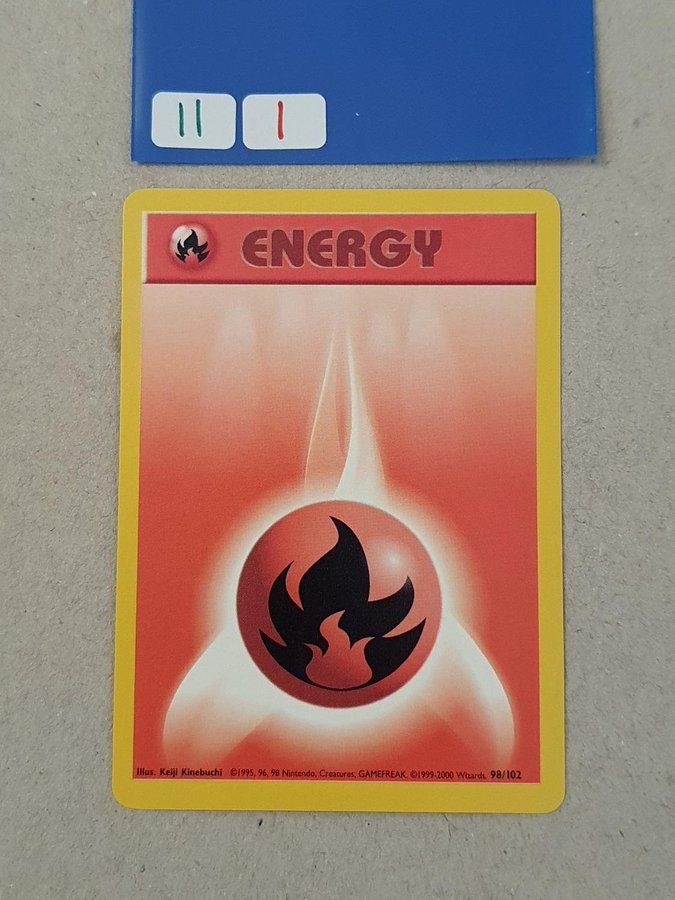 11 1
ENERGY
Illus. Keiji Kinebuchi ©1995, 96, 98 Nintendo, Creatures, GAMEFREAK. ©1999-2000 Wizards. 98/102